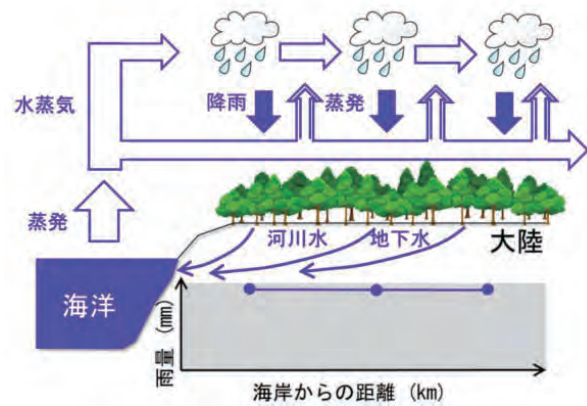 水蒸気
降雨
蒸発
蒸発
河川水
地下水
大陸
海洋
雨量 (mm)
海岸からの距離 (km)